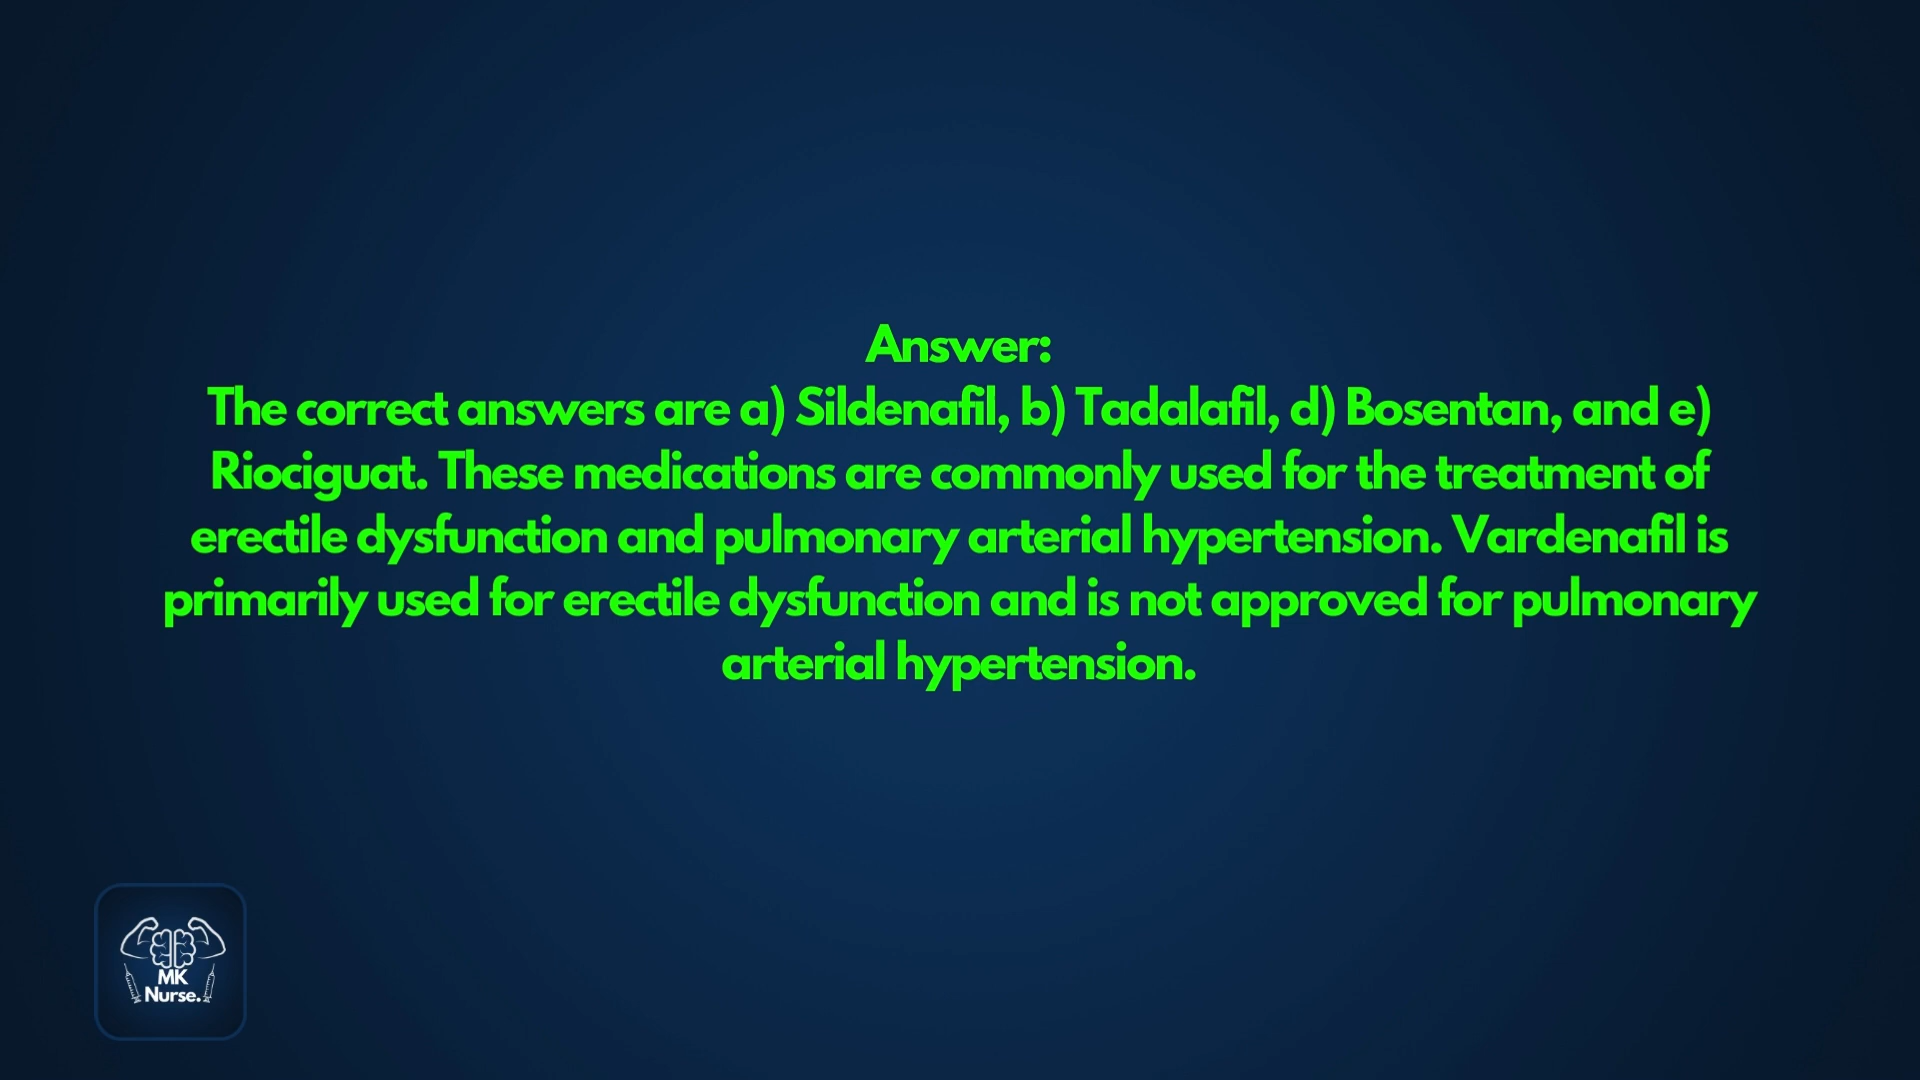 Answer:
The correct answers are a) Sildenafil, b) Tadalafil, d) Bosentan, and e)
Riociguat. These medications are commonly used for the treatment of
erectile dysfunction and pulmonary arterial hypertension. Vardenafil is
primarily used for erectile dysfunction and is not approved for pulmonary
arterial hypertension.
MK
Nurse.